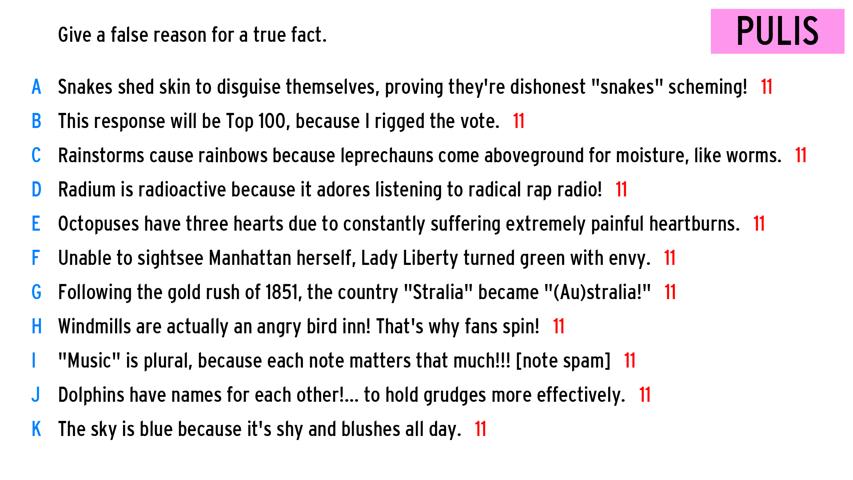 Give a false reason for a true fact.
PULIS
A Snakes shed skin to disguise themselves, proving they're dishonest "snakes" scheming! 11
B This response will be Top 100, because I rigged the vote. 11
C Rainstorms cause rainbows because leprechauns come aboveground for moisture, like worms. 11
D Radium is radioactive because it adores listening to radical rap radio! 11
E Octopuses have three hearts due to constantly suffering extremely painful heartburns. 11
F Unable to sightsee Manhattan herself, Lady Liberty turned green with envy. 11
G Following the gold rush of 1851, the country "Stralia" became "(Au)stralia!" 11
H Windmills are actually an angry bird inn! That's why fans spin! 11
I "Music" is plural, because each note matters that much!!! [note spam] 11
J Dolphins have names for each other!... to hold grudges more effectively. 11
K The sky is blue because it's shy and blushes all day. 11